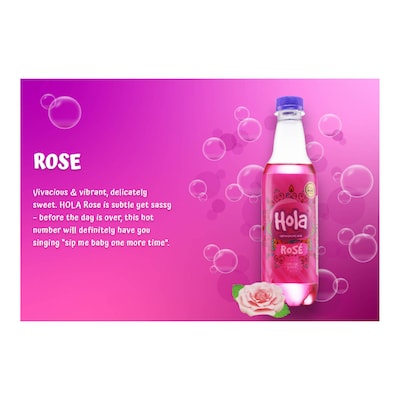 ROSE
Vivacious & vibrant, delicately
sweet. HOLA Rose is subtle yet sassy
– before the day is over, this hot
number will definitely have you
singing "sip me baby one more time".
Hola
ROSÉ